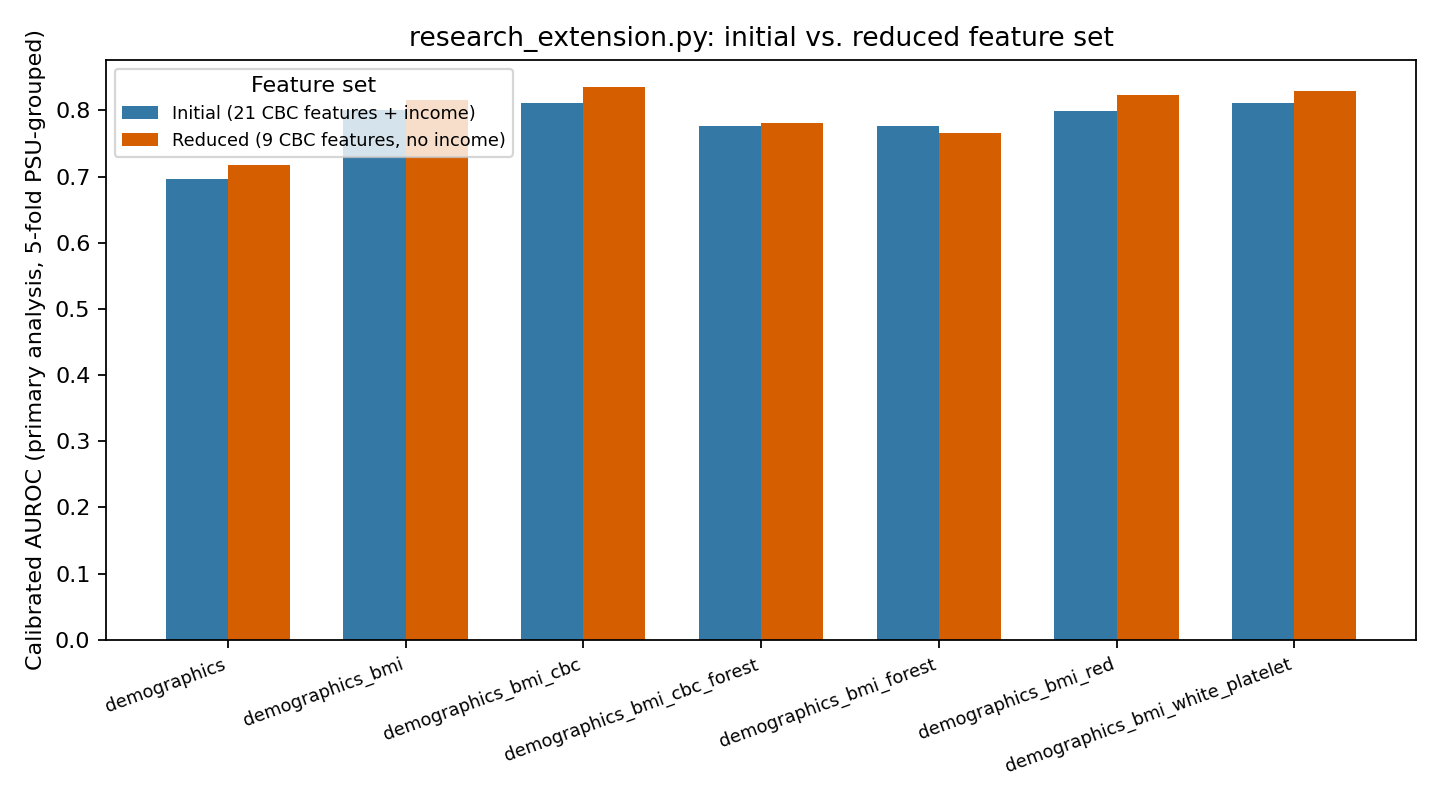 research_extension.py: initial vs. reduced feature set
Calibrated AUROC (primary analysis, 5-fold PSU-grouped)
Feature set
Initial (21 CBC features + income)
Reduced (9 CBC features, no income)
0.8
0.7
0.6
0.5
0.4
0.3
0.2
0.1
0.0
demographics
demographics_bmi
demographics_bmi_cbc
demographics_bmi_cbc_forest
demographics_bmi_forest
demographics_bmi_red
demographics_bmi_white_platelet